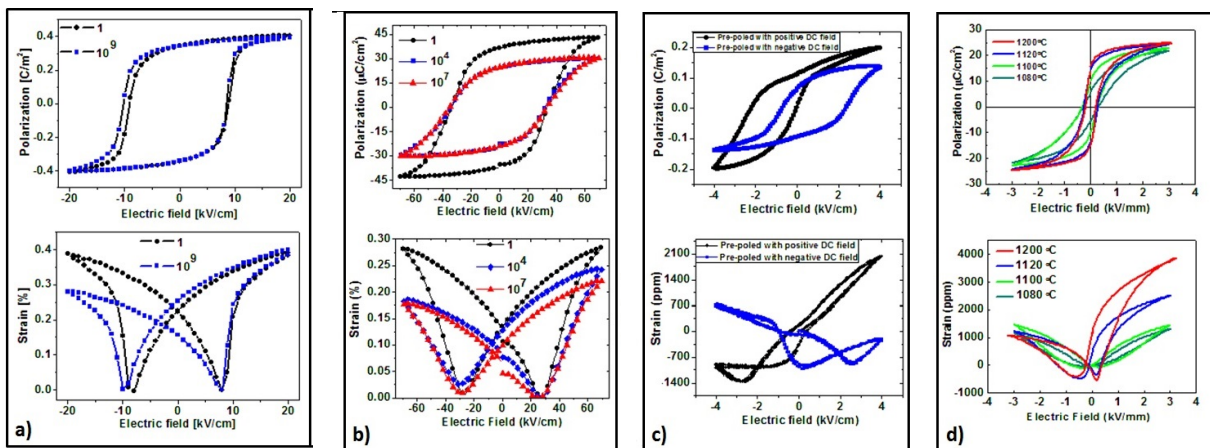 1
10⁹
Polarization [C/m²]
0.4
0.2
0.0
-0.2
-0.4
-20 -10 0 10 20
Electric field [kV/cm]
1
10⁹
Strain [%]
0.4
0.3
0.2
0.1
0.0
-20 -10 0 10 20
Electric field [kV/cm]
a)
1
10⁴
10⁷
Polarization (μC/cm²)
45
30
15
0
-15
-30
-45
-60 -40 -20 0 20 40 60
Electric field (kV/cm)
1
10⁴
10⁷
Strain (%)
0.30
0.25
0.20
0.15
0.10
0.05
0.00
-60 -40 -20 0 20 40 60
Electric Field (kV/cm)
b)
Pre-poled with positive DC field
Pre-poled with negative DC field
Polarization [C/m²]
0.2
0.1
0.0
-0.1
-0.2
-4 -2 0 2 4
Electric field (kV/cm)
Pre-poled with positive DC field
Pre-poled with negative DC field
Strain (ppm)
2100
1400
700
0
-700
-1400
-4 -2 0 2 4
Electric field (kV/cm)
c)
1200ºC
1120ºC
1100ºC
1080ºC
Polarization (μC/cm²)
30
20
10
0
-10
-20
-30
-3 -2 -1 0 1 2 3 4
Electric field (kV/mm)
1200 ºC
1120 ºC
1100 ºC
1080 ºC
Strain (ppm)
4000
3000
2000
1000
0
-1000
-4 -3 -2 -1 0 1 2 3 4
Electric Field (kV/mm)
d)